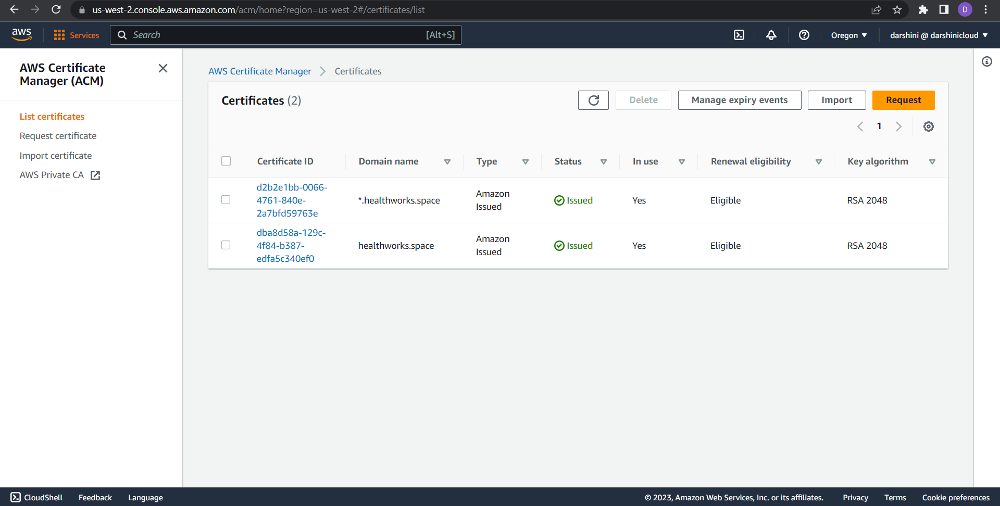 us-west-2.console.aws.amazon.com/acm/home?region=us-west-2#/certificates/list
D
aws
Services
Search
[Alt+S]
Oregon
darshini @ darshinicloud
AWS Certificate
Manager (ACM)
List certificates
Request certificate
Import certificate
AWS Private CA
AWS Certificate Manager
Certificates
Certificates (2)
Delete
Manage expiry events
Import
Request
1
Certificate ID
Domain name
Type
Status
In use
Renewal eligibility
Key algorithm
d2b2e1bb-0066-
4761-840e-
2a7bfd59763e
*.healthworks.space
Amazon
Issued
Issued
Yes
Eligible
RSA 2048
dba8d58a-129c-
4f84-b387-
edfa5c340ef0
healthworks.space
Amazon
Issued
Issued
Yes
Eligible
RSA 2048
CloudShell
Feedback
Language
© 2023, Amazon Web Services, Inc. or its affiliates.
Privacy
Terms
Cookie preferences